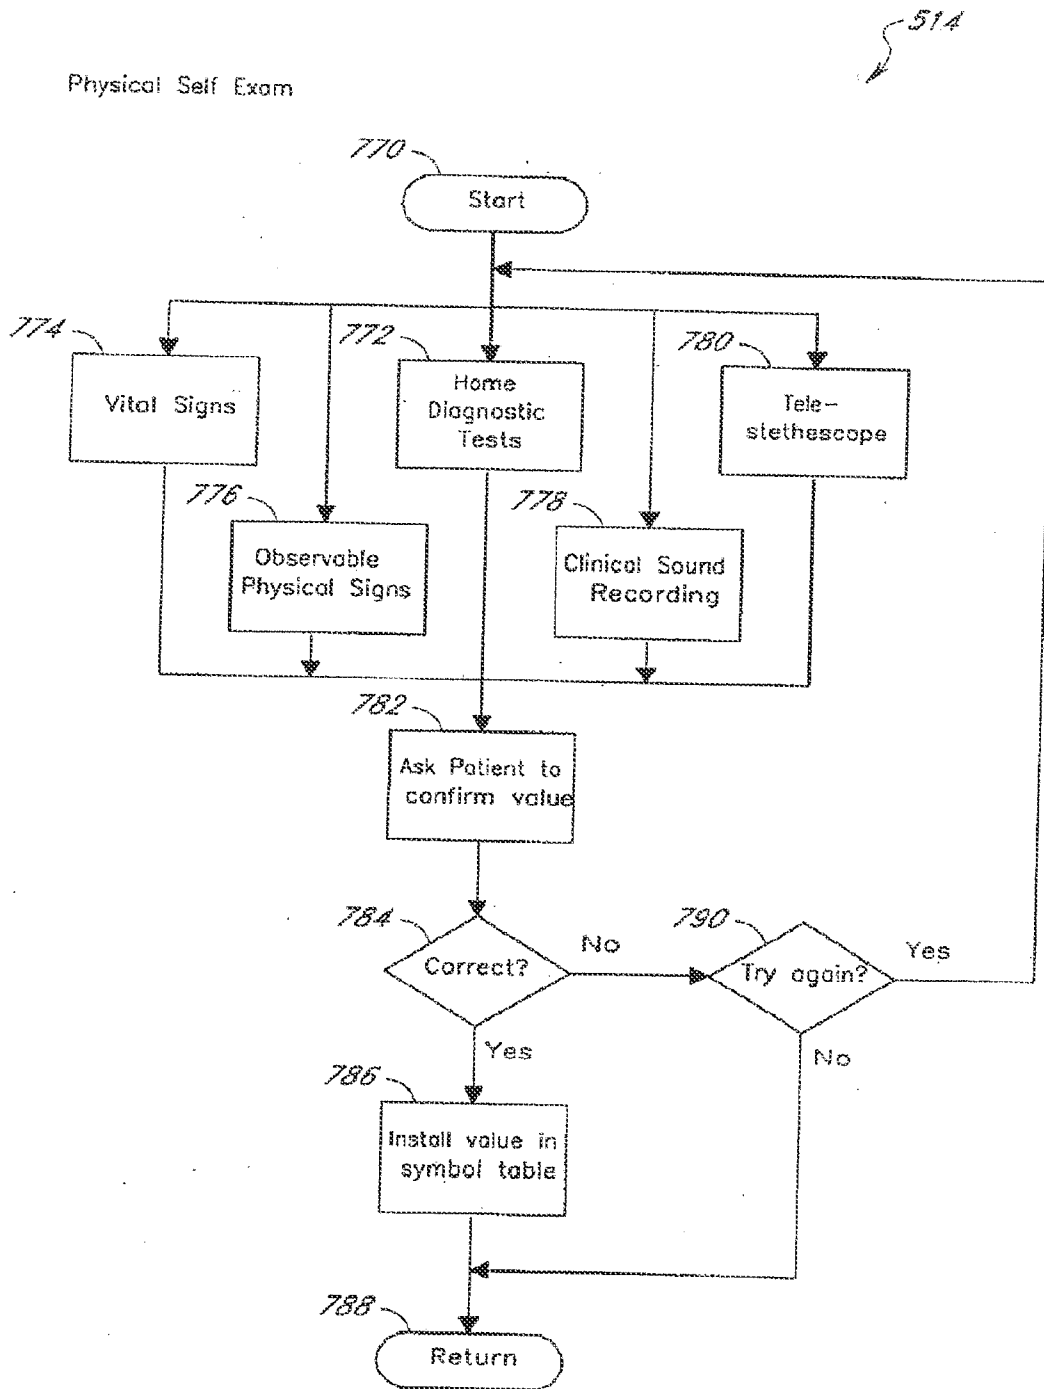 514
Physical Self Exam
770
Start
774
772
780
Vital Signs
Home
Diagnostic
Tests
Tele-
stethescope
776
778
Observable
Physical Signs
Clinical Sound
Recording
782
Ask Patient to
confirm value
784
Correct?
No
790
Try again?
Yes
Yes
No
786
Install value in
symbol table
788
Return